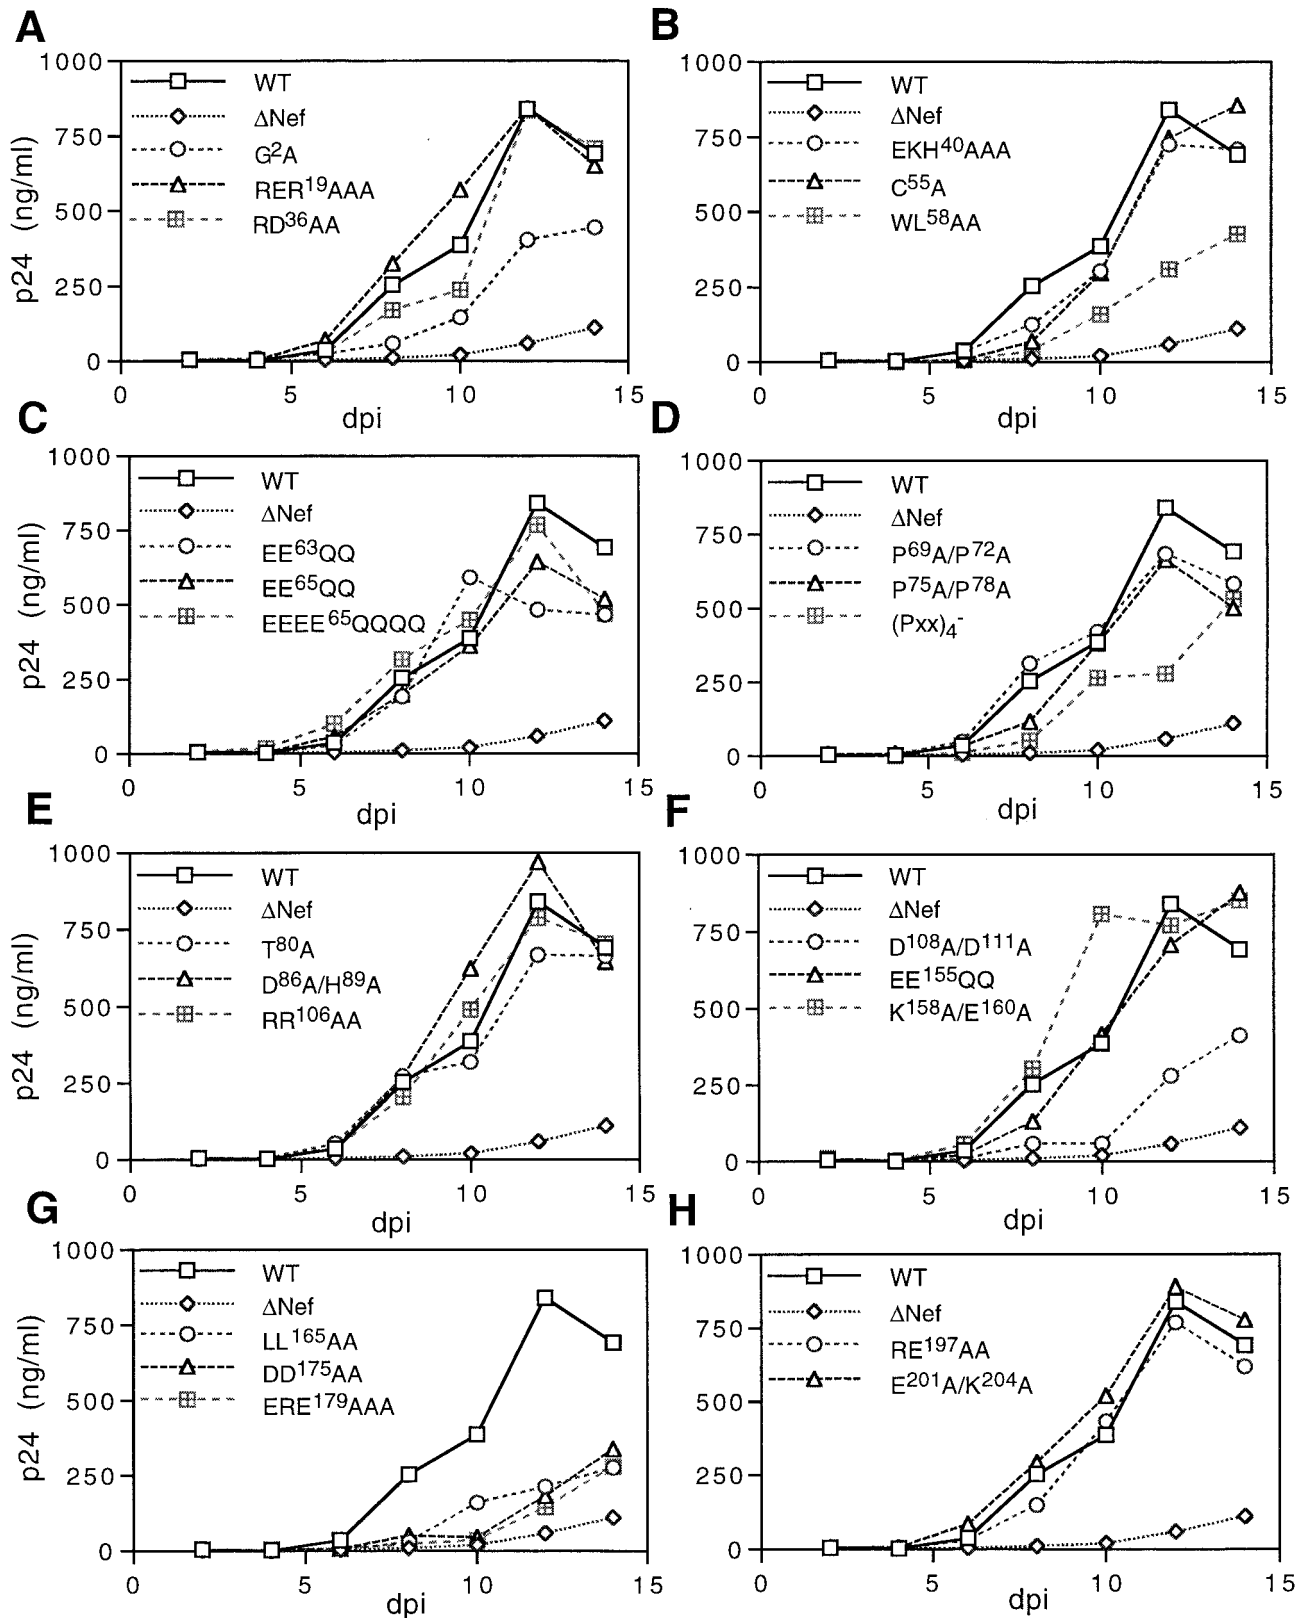 A
1000
750
500
250
0
p24 (ng/ml)
WT
ΔNef
G²A
RER¹⁹AAA
RD³⁶AA
0 5 10 15
dpi
B
1000
750
500
250
0
WT
ΔNef
EKH⁴⁰AAA
C⁵⁵A
WL⁵⁸AA
0 5 10 15
dpi
C
1000
750
500
250
0
p24 (ng/ml)
WT
ΔNef
EE⁶³QQ
EE⁶⁵QQ
EEEE⁶⁵QQQQ
0 5 10 15
dpi
D
1000
750
500
250
0
WT
ΔNef
P⁶⁹A/P⁷²A
P⁷⁵A/P⁷⁸A
(Pxx)₄⁻
0 5 10 15
dpi
E
1000
750
500
250
0
p24 (ng/ml)
WT
ΔNef
T⁸⁰A
D⁸⁶A/H⁸⁹A
RR¹⁰⁶AA
0 5 10 15
dpi
F
1000
750
500
250
0
WT
ΔNef
D¹⁰⁸A/D¹¹¹A
EE¹⁵⁵QQ
K¹⁵⁸A/E¹⁶⁰A
0 5 10 15
dpi
G
1000
750
500
250
0
p24 (ng/ml)
WT
ΔNef
LL¹⁶⁵AA
DD¹⁷⁵AA
ERE¹⁷⁹AAA
0 5 10 15
dpi
H
1000
750
500
250
0
WT
ΔNef
RE¹⁹⁷AA
E²⁰¹A/K²⁰⁴A
0 5 10 15
dpi